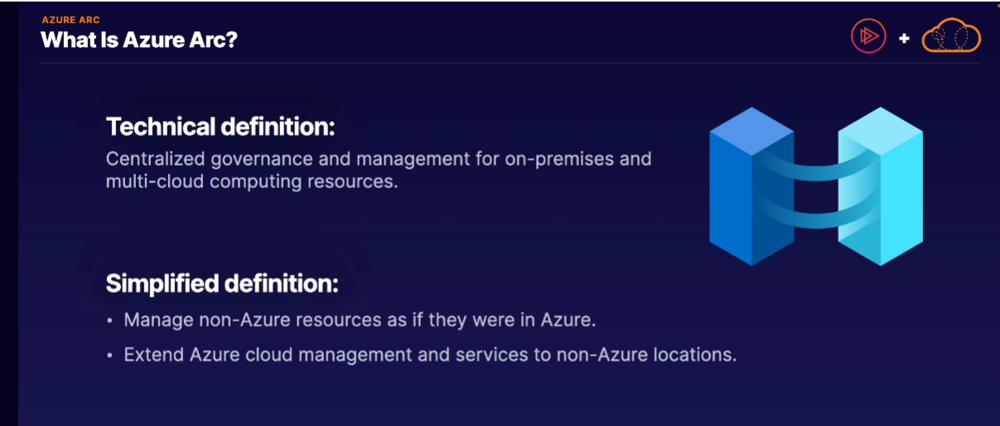 AZURE ARC
What Is Azure Arc?
+
Technical definition:
Centralized governance and management for on-premises and
multi-cloud computing resources.
Simplified definition:
• Manage non-Azure resources as if they were in Azure.
• Extend Azure cloud management and services to non-Azure locations.